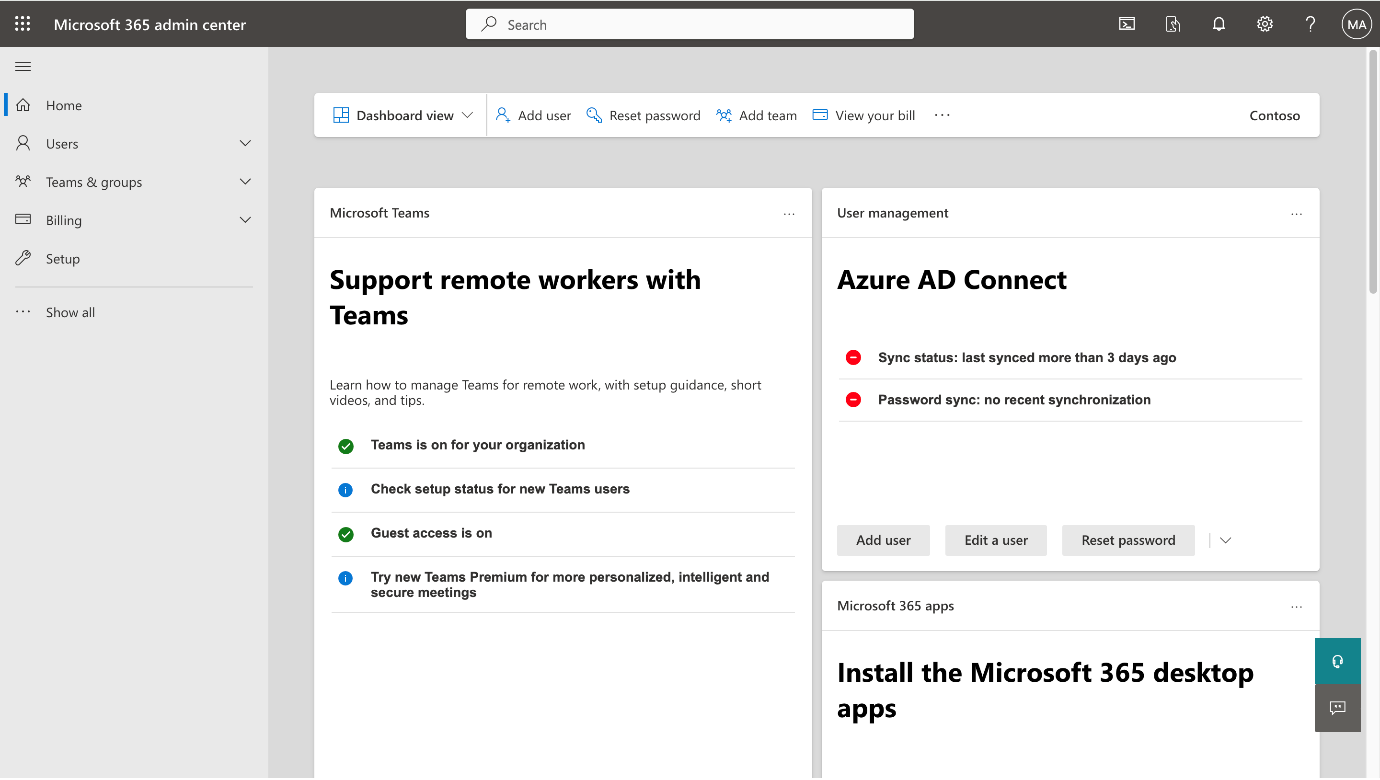 Microsoft 365 admin center
Search
MA
Home
Users
Teams & groups
Billing
Setup
Show all
Dashboard view
Add user
Reset password
Add team
View your bill
Contoso
Microsoft Teams
Support remote workers with
Teams
Learn how to manage Teams for remote work, with setup guidance, short
videos, and tips.
Teams is on for your organization
Check setup status for new Teams users
Guest access is on
Try new Teams Premium for more personalized, intelligent and
secure meetings
User management
Azure AD Connect
Sync status: last synced more than 3 days ago
Password sync: no recent synchronization
Add user
Edit a user
Reset password
Microsoft 365 apps
Install the Microsoft 365 desktop
apps